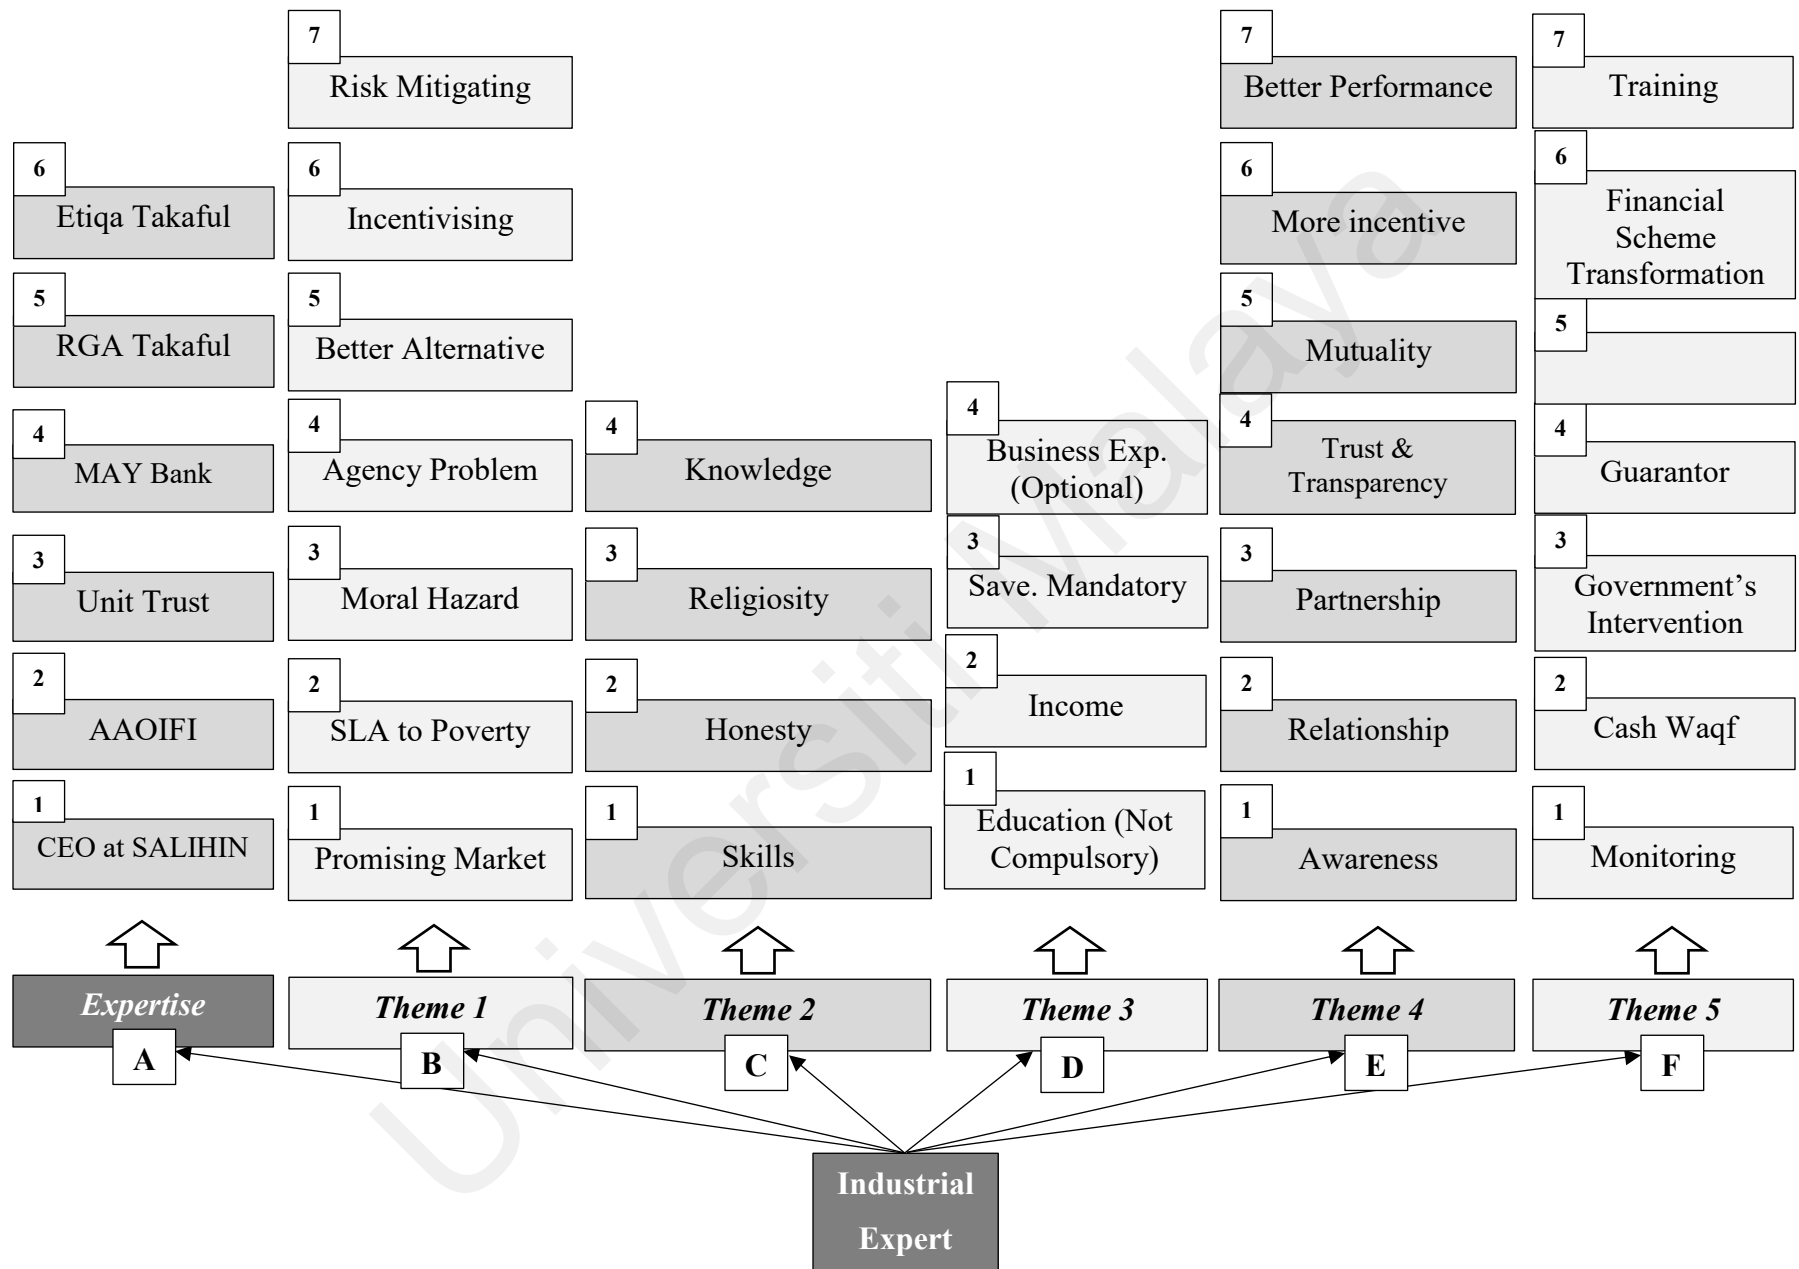 7
Risk Mitigating
7
Better Performance
7
Training
6
Etiqa Takaful
6
Incentivising
6
More incentive
6
Financial
Scheme
Transformation
5
RGA Takaful
5
Better Alternative
5
Mutuality
5
4
MAY Bank
4
Agency Problem
4
Knowledge
4
Business Exp.
(Optional)
4
Trust &
Transparency
4
Guarantor
3
Unit Trust
3
Moral Hazard
3
Religiosity
3
Save. Mandatory
3
Partnership
3
Government’s
Intervention
2
AAOIFI
2
SLA to Poverty
2
Honesty
2
Income
2
Relationship
2
Cash Waqf
1
CEO at SALIHIN
1
Promising Market
1
Skills
1
Education (Not
Compulsory)
1
Awareness
1
Monitoring
Expertise
A
Theme 1
B
Theme 2
C
Theme 3
D
Theme 4
E
Theme 5
F
Industrial
Expert
Universiti Malaya